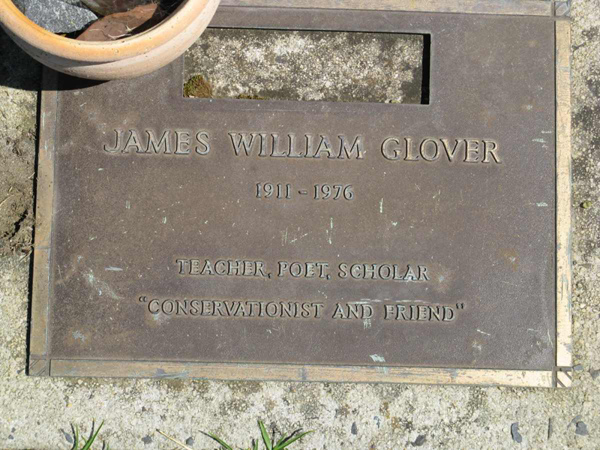 JAMES WILLIAM GLOVER
1911 - 1976
TEACHER, POET, SCHOLAR
"CONSERVATIONIST AND FRIEND"